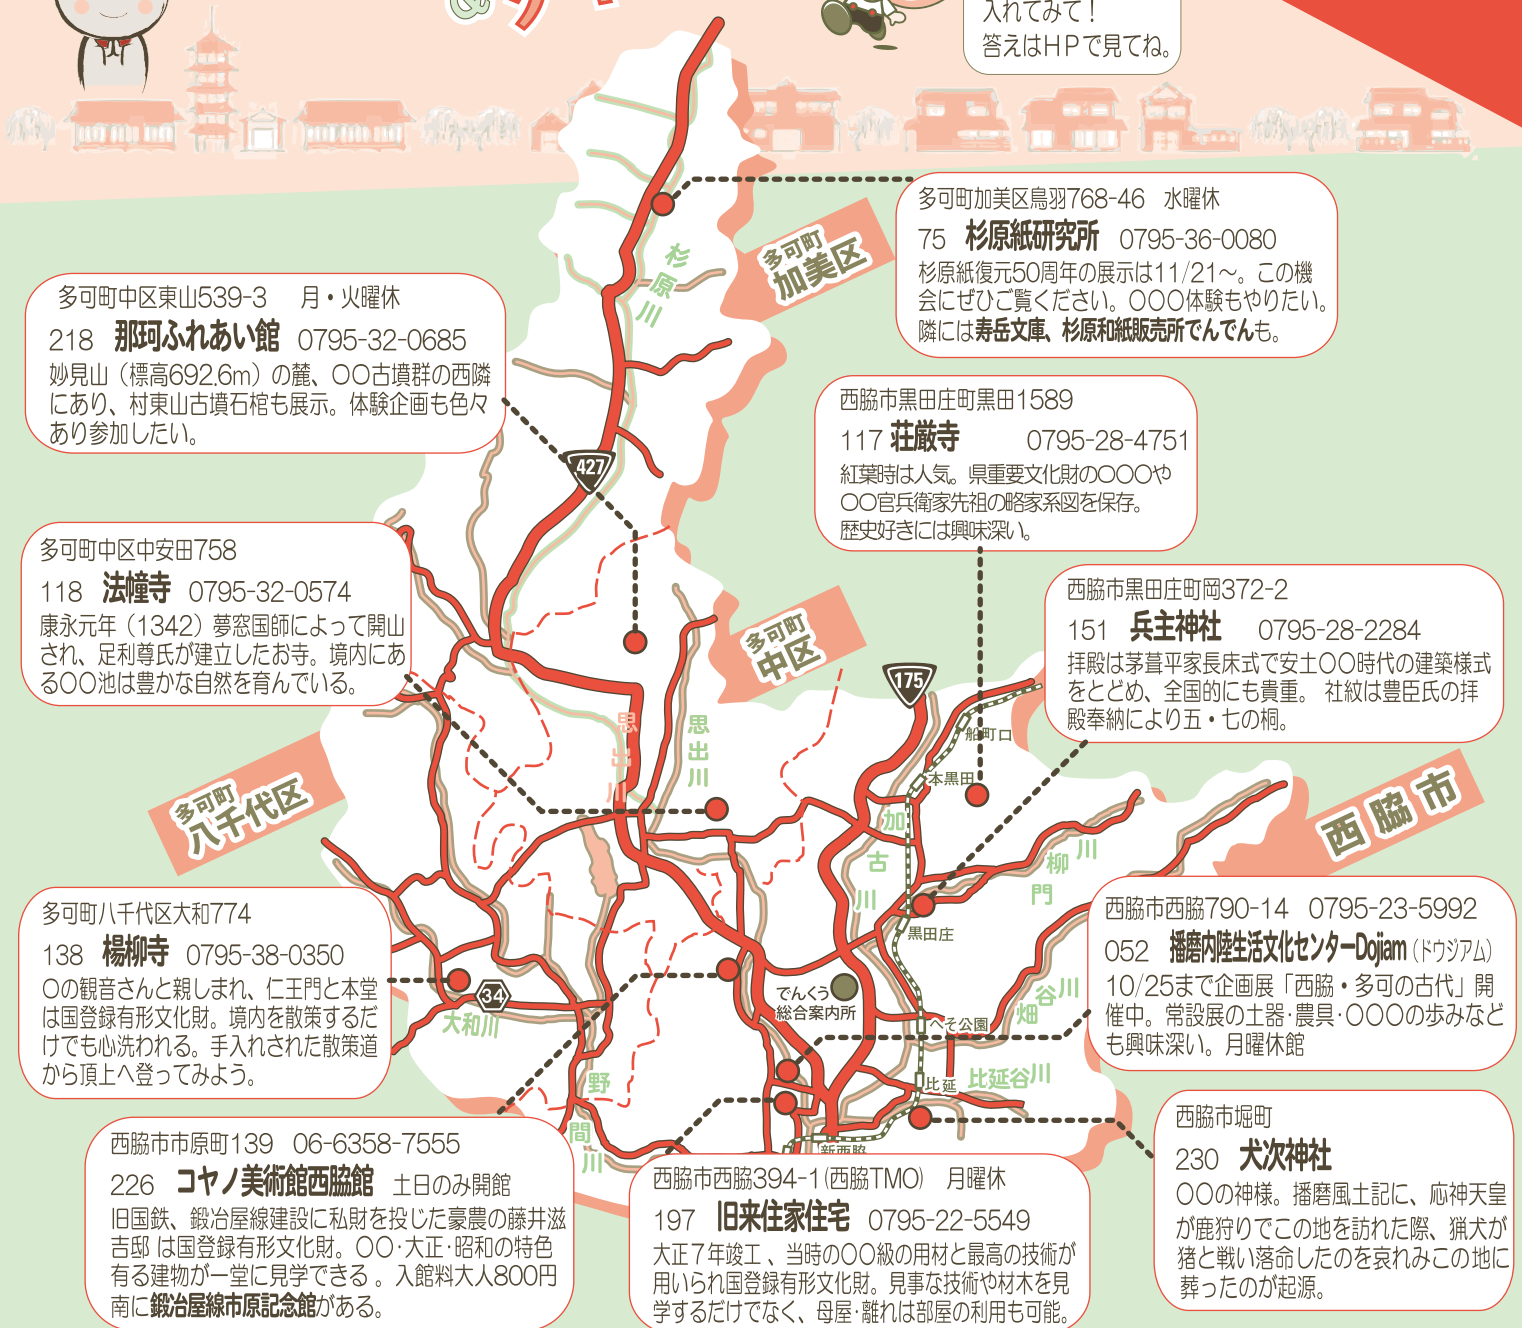 入れてみて！
答えはHPで見てね。
多可町加美区鳥羽768-46　水曜休
75　杉原紙研究所　0795-36-0080
杉原紙復元50周年の展示は11/21～。この機
会にぜひご覧ください。〇〇〇体験もやりたい。
隣には寿岳文庫、杉原和紙販売所でんでんも。
多可町
加美区
杉原川
多可町中区東山539-3　月・火曜休
218　那珂ふれあい館　0795-32-0685
妙見山（標高692.6m）の麓、〇〇古墳群の西隣
にあり、村東山古墳石棺も展示。体験企画も色々
あり参加したい。
427
西脇市黒田庄町黒田1589
117 荘厳寺　0795-28-4751
紅葉時は人気。県重要文化財の〇〇〇や
〇〇官兵衛家先祖の略家系図を保存。
歴史好きには興味深い。
多可町中区中安田758
118　法幢寺　0795-32-0574
康永元年（1342）夢窓国師によって開山
され、足利尊氏が建立したお寺。境内にあ
る〇〇池は豊かな自然を育んでいる。
西脇市黒田庄町岡372-2
151　兵主神社　0795-28-2284
拝殿は茅葺平家長床式で安土〇〇時代の建築様式
をとどめ、全国的にも貴重。 社紋は豊臣氏の拝
殿奉納により五・七の桐。
多可町
中区
175
船町口
本黒田
思出川
思出川
多可町
八千代区
西脇市
加古川
柳川
門
黒田庄
多可町八千代区大和774
138　楊柳寺　0795-38-0350
〇の観音さんと親しまれ、仁王門と本堂
は国登録有形文化財。境内を散策するだ
けでも心洗われる。手入れされた散策道
から頂上へ登ってみよう。
34
大和川
でんくう
総合案内所
へそ公園
畑谷川
比延
比延谷川
西脇市西脇790-14　0795-23-5992
052　播磨内陸生活文化センターDojiam（ドウジアム）
10/25まで企画展「西脇・多可の古代」開
催中。常設展の土器・農具・〇〇〇の歩みなど
も興味深い。月曜休館
野間川
新西脇
西脇市市原町139　06-6358-7555
226　コヤノ美術館西脇館　土日のみ開館
旧国鉄、鍛冶屋線建設に私財を投じた豪農の藤井滋
吉邸 は国登録有形文化財。〇〇・大正・昭和の特色
有る建物が一堂に見学できる 。入館料大人800円
南に鍛冶屋線市原記念館がある。
西脇市西脇394-1（西脇TMO）　月曜休
197　旧来住家住宅　0795-22-5549
大正７年竣工 、当時の〇〇級の用材と最高の技術が
用いられ国登録有形文化財。見事な技術や材木を見
学するだけでなく、母屋・離れは部屋の利用も可能。
西脇市堀町
230　犬次神社
〇〇の神様。播磨風土記に、応神天皇
が鹿狩りでこの地を訪れた際、猟犬が
猪と戦い落命したのを哀れみこの地に
葬ったのが起源。